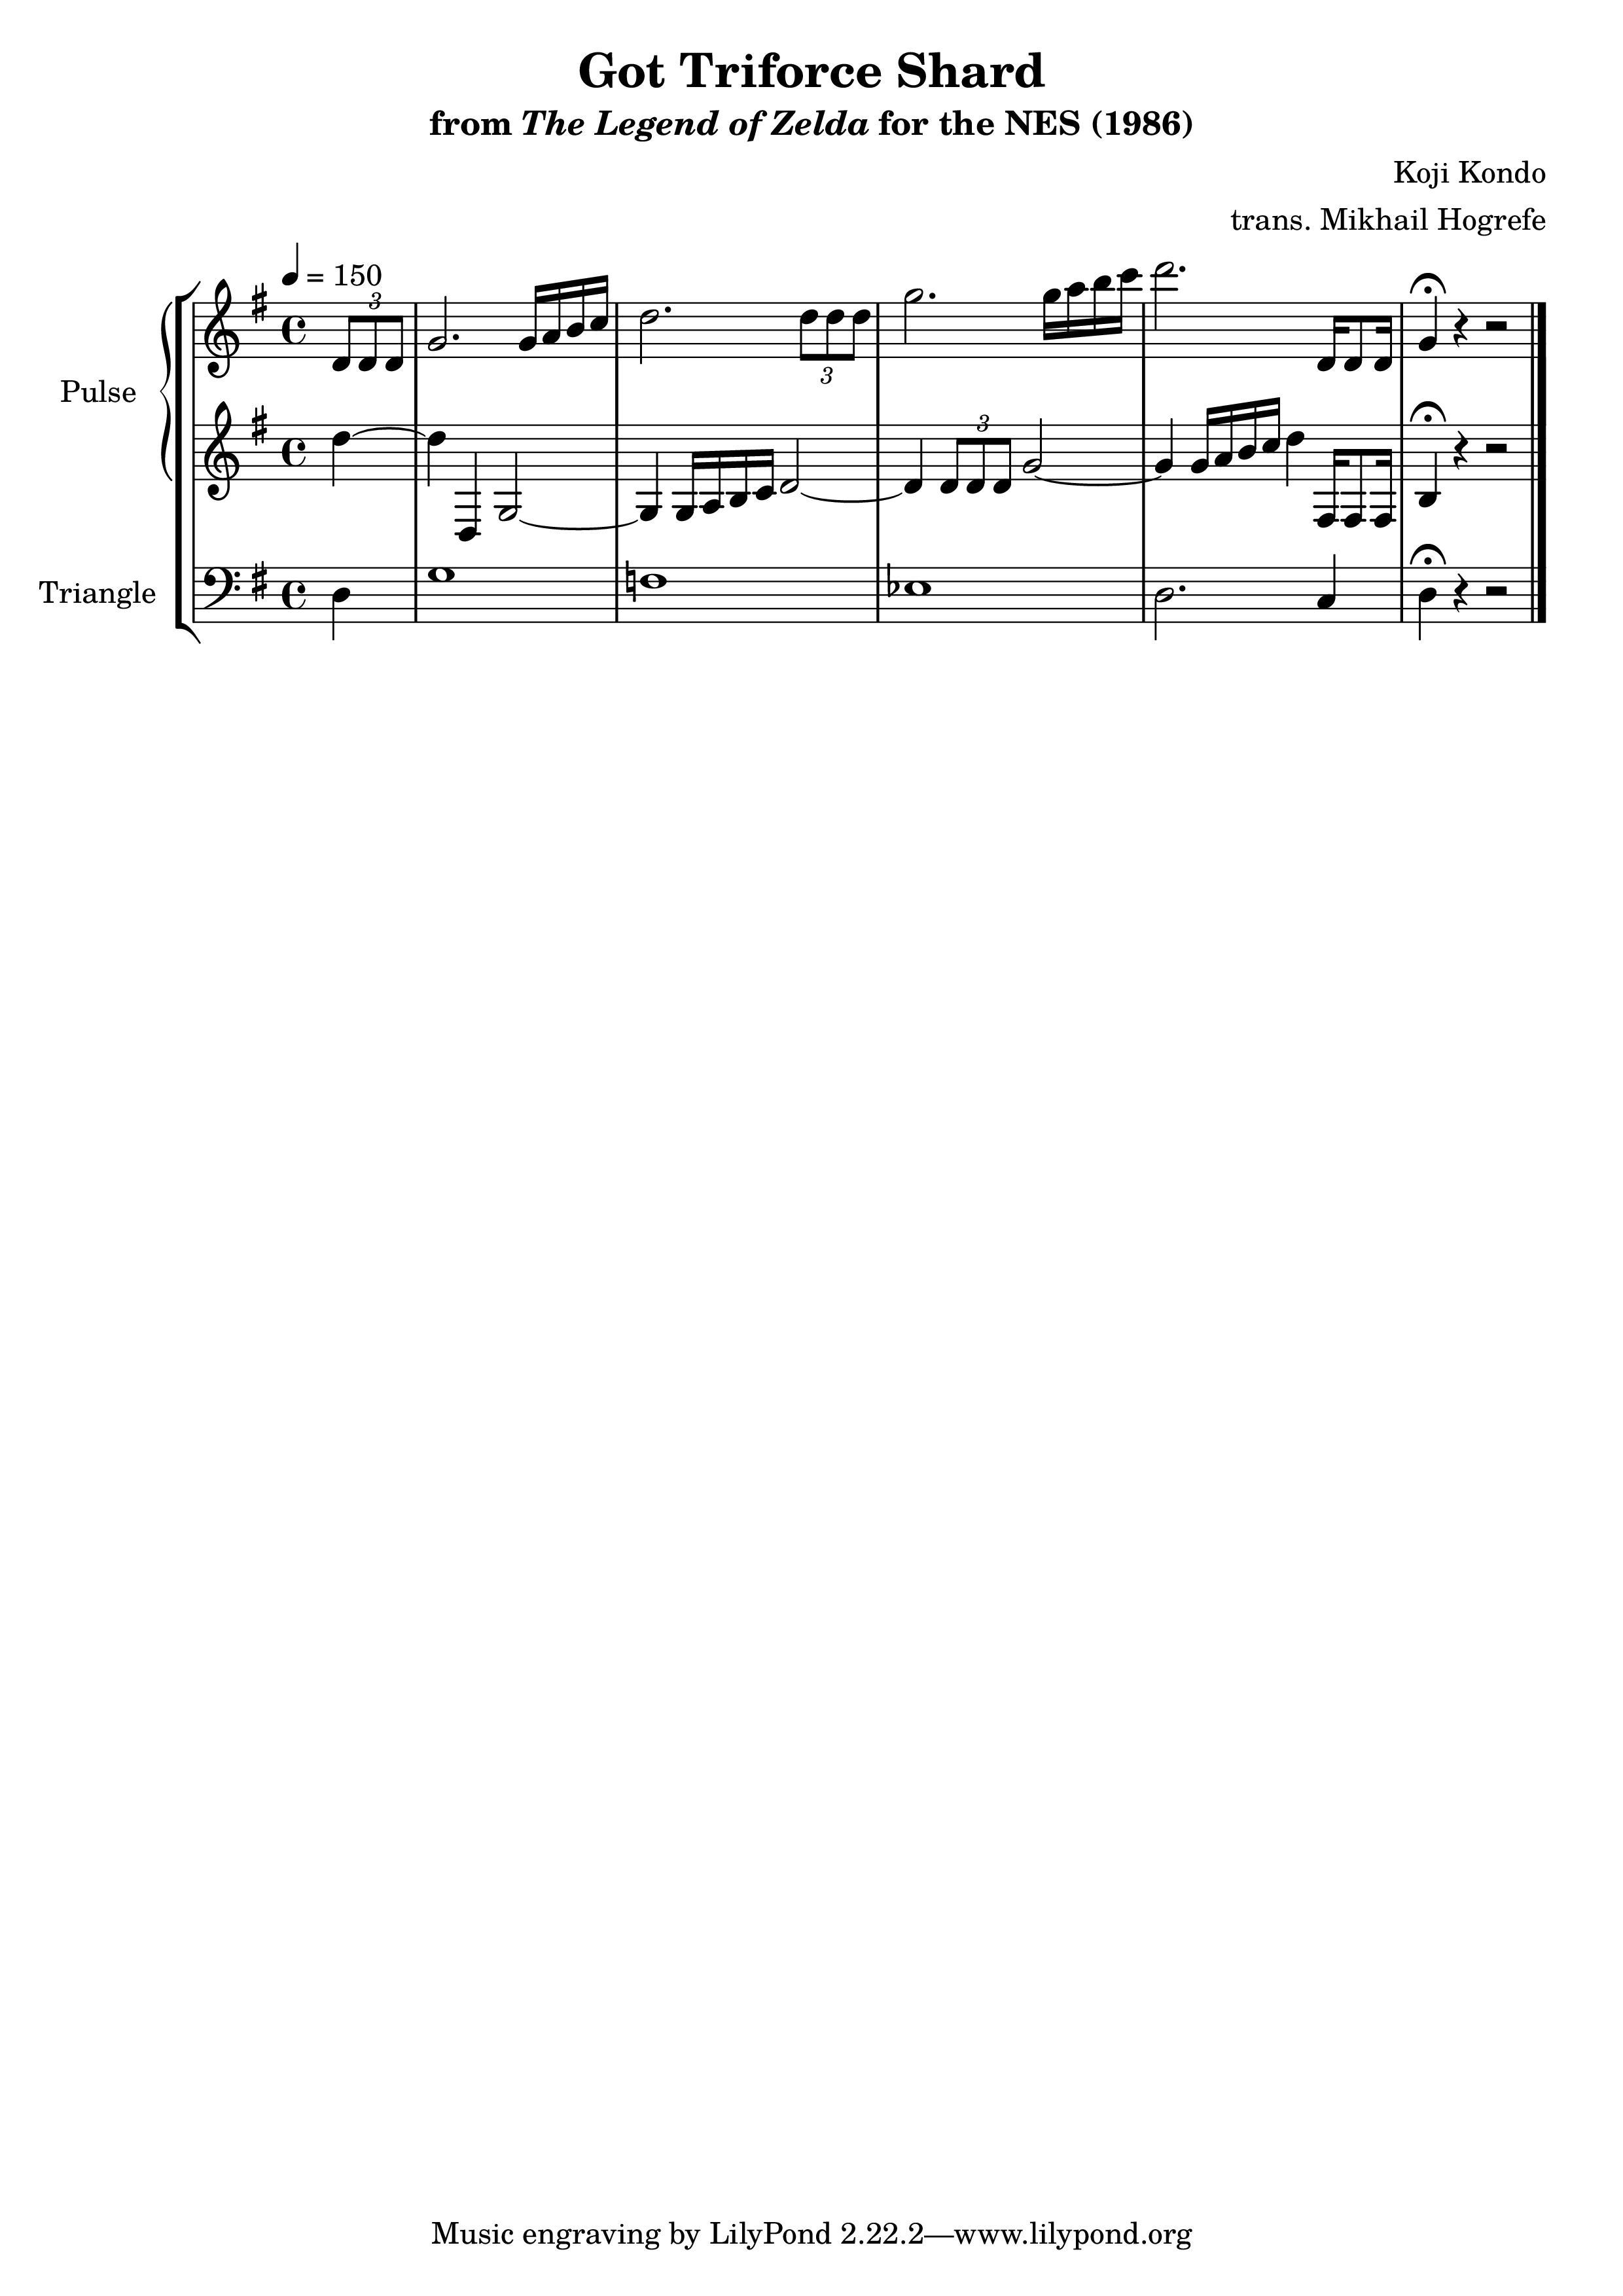 Got Triforce Shard
from The Legend of Zelda for the NES (1986)
Koji Kondo
trans. Mikhail Hogrefe
= 150
3
Pulse
3
3
Triangle
Music engraving by LilyPond 2.22.2—www.lilypond.org